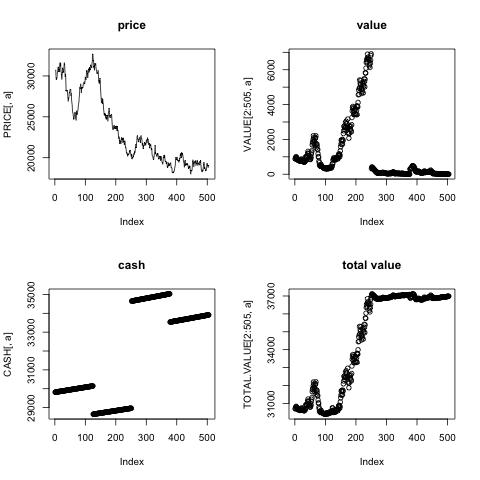 price
PRICE[, a]
20000 25000 30000
0 100 200 300 400 500
Index
value
VALUE[2:505, a]
0 2000 4000 6000
0 100 200 300 400 500
Index
cash
CASH[, a]
29000 31000 33000 35000
0 100 200 300 400 500
Index
total value
TOTAL.VALUE[2:505, a]
31000 34000 37000
0 100 200 300 400 500
Index